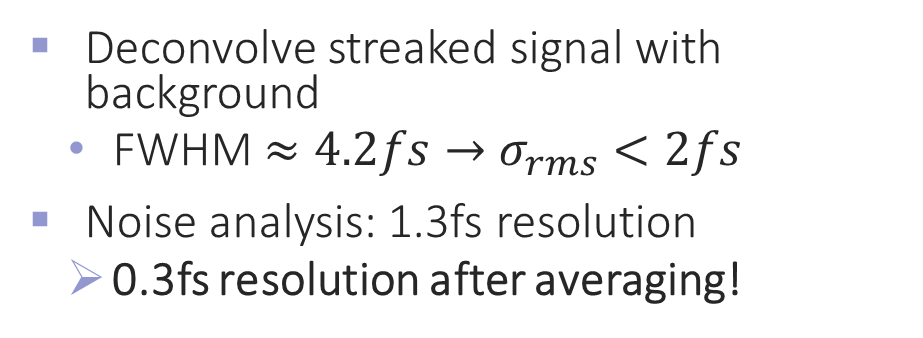 ▪ Deconvolve streaked signal with
background
• FWHM ≈ 4.2fs → σrms < 2fs
▪ Noise analysis: 1.3fs resolution
➢ 0.3fs resolution after averaging!